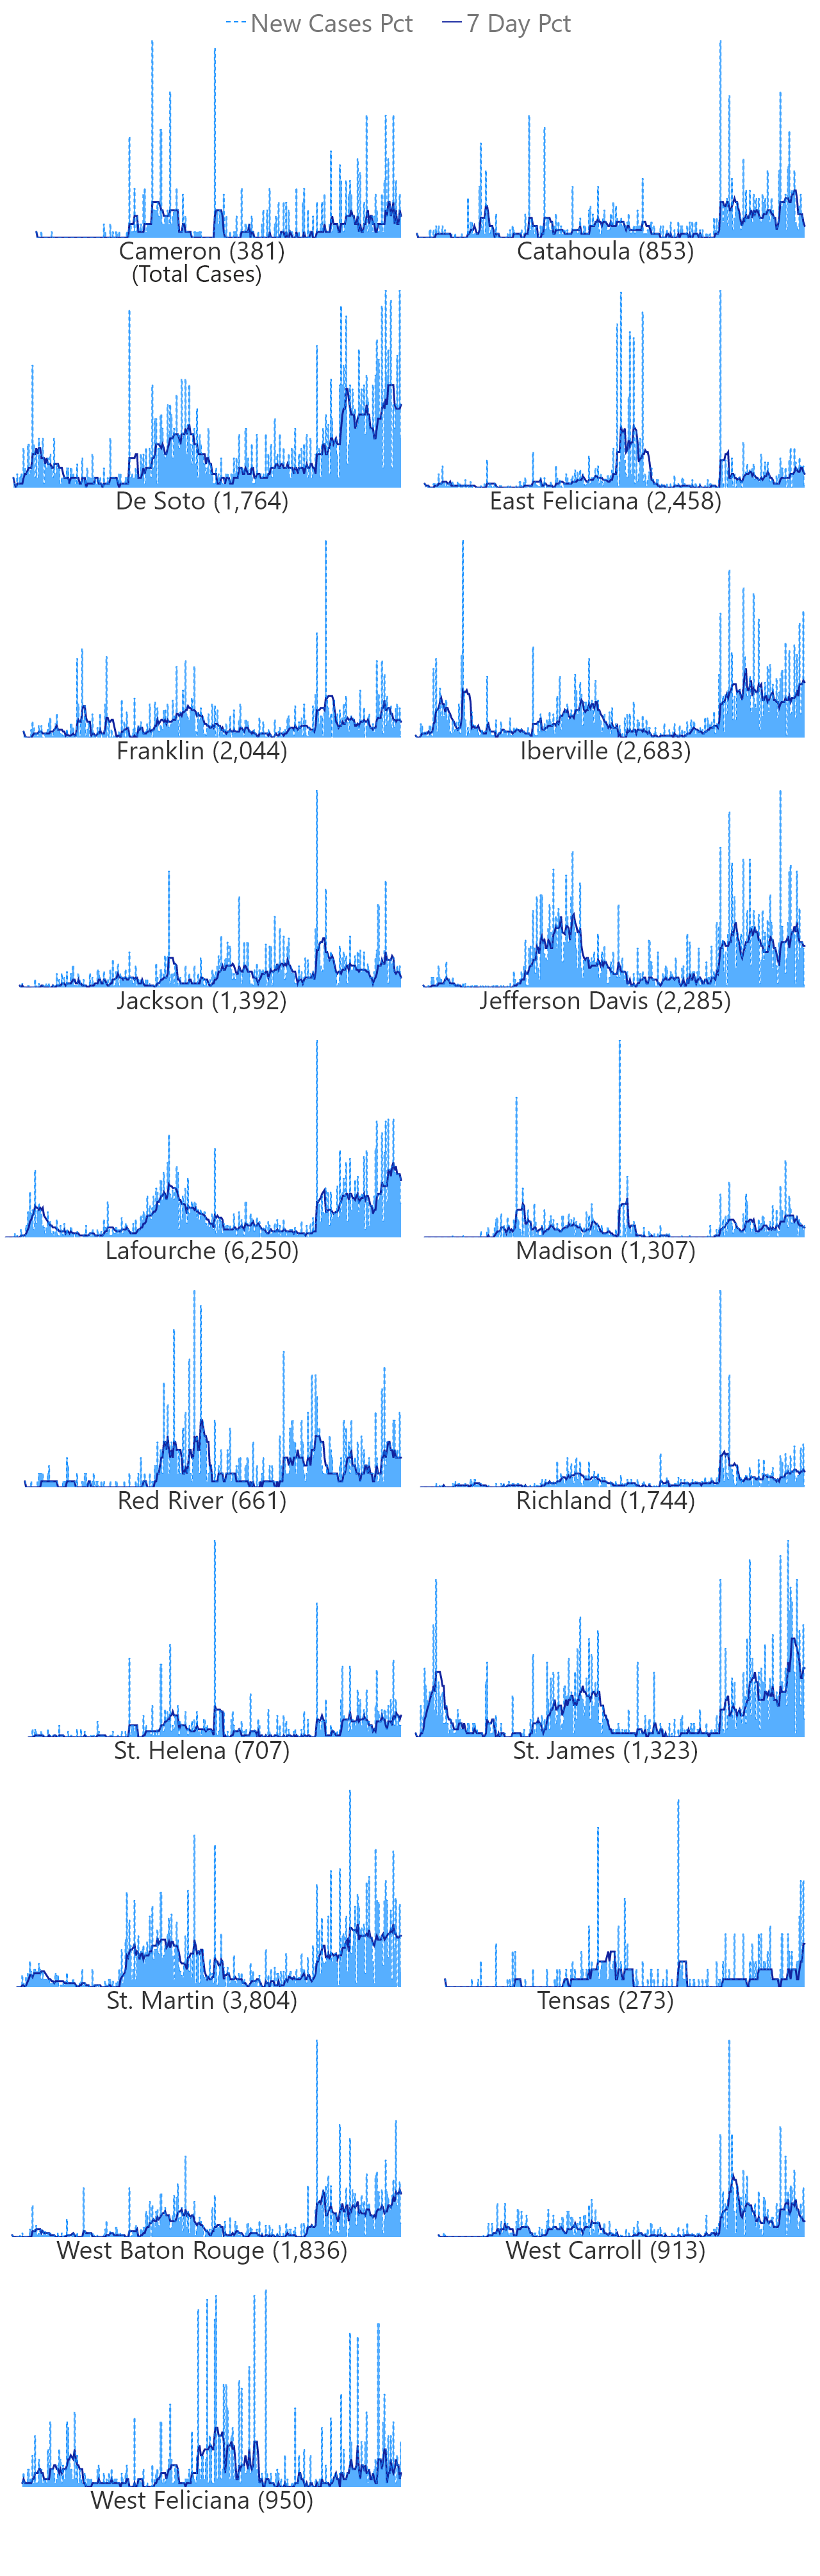 New Cases Pct 7 Day Pct
Cameron (381) Catahoula (853)
(Total Cases)
De Soto (1,764) East Feliciana (2,458)
Franklin (2,044) Iberville (2,683)
Jackson (1,392) Jefferson Davis (2,285)
Lafourche (6,250) Madison (1,307)
Red River (661) Richland (1,744)
St. Helena (707) St. James (1,323)
St. Martin (3,804) Tensas (273)
West Baton Rouge (1,836) West Carroll (913)
West Feliciana (950)